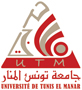 UTM
جامعة تونس المنار
UNIVERSITÉ DE TUNIS EL MANAR